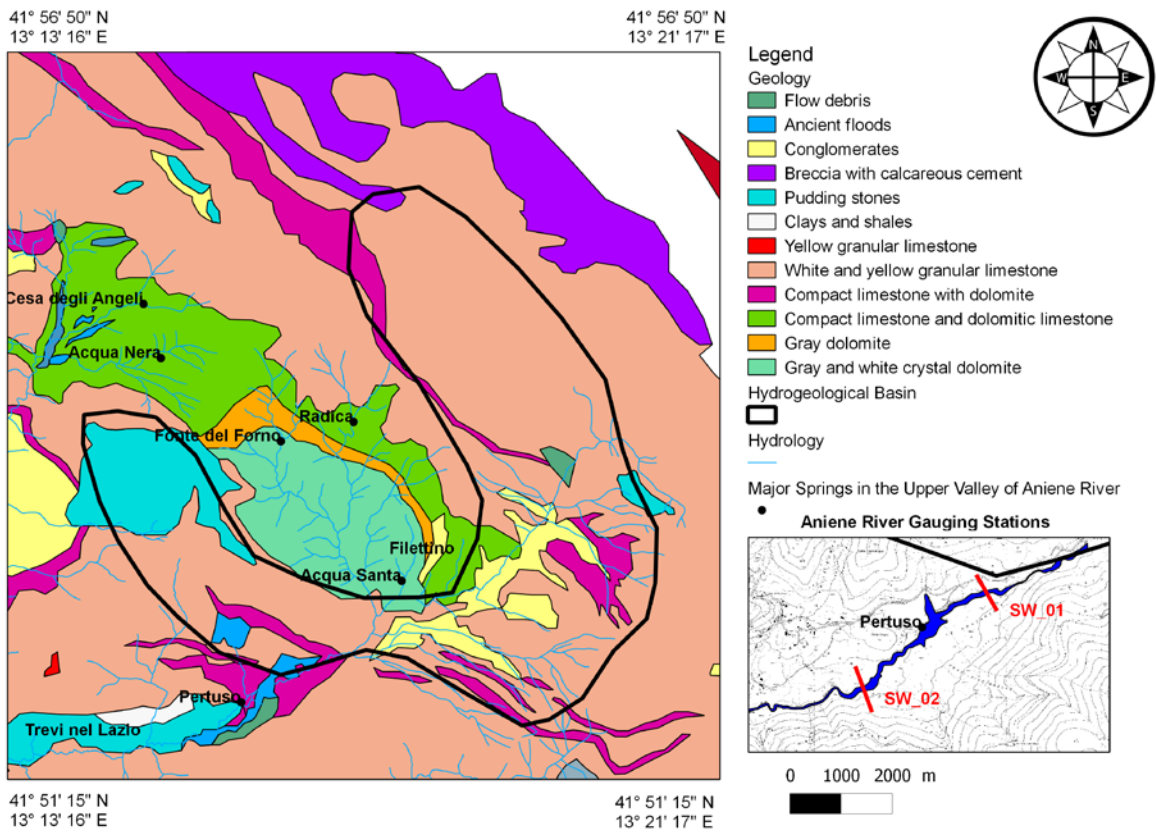 41° 56' 50" N
13° 13' 16" E
41° 56' 50" N
13° 21' 17" E
N
W
E
S
Legend
Geology
Flow debris
Ancient floods
Conglomerates
Breccia with calcareous cement
Pudding stones
Clays and shales
Yellow granular limestone
White and yellow granular limestone
Compact limestone with dolomite
Compact limestone and dolomitic limestone
Gray dolomite
Gray and white crystal dolomite
Hydrogeological Basin
Hydrology
Major Springs in the Upper Valley of Aniene River
Aniene River Gauging Stations
Cesa degli Angeli
Acqua Nera
Radica
Fonte del Forno
Filettino
Acqua Santa
Pertuso
Trevi nel Lazio
Pertuso
SW_01
SW_02
0 1000 2000 m
41° 51' 15" N
13° 13' 16" E
41° 51' 15" N
13° 21' 17" E